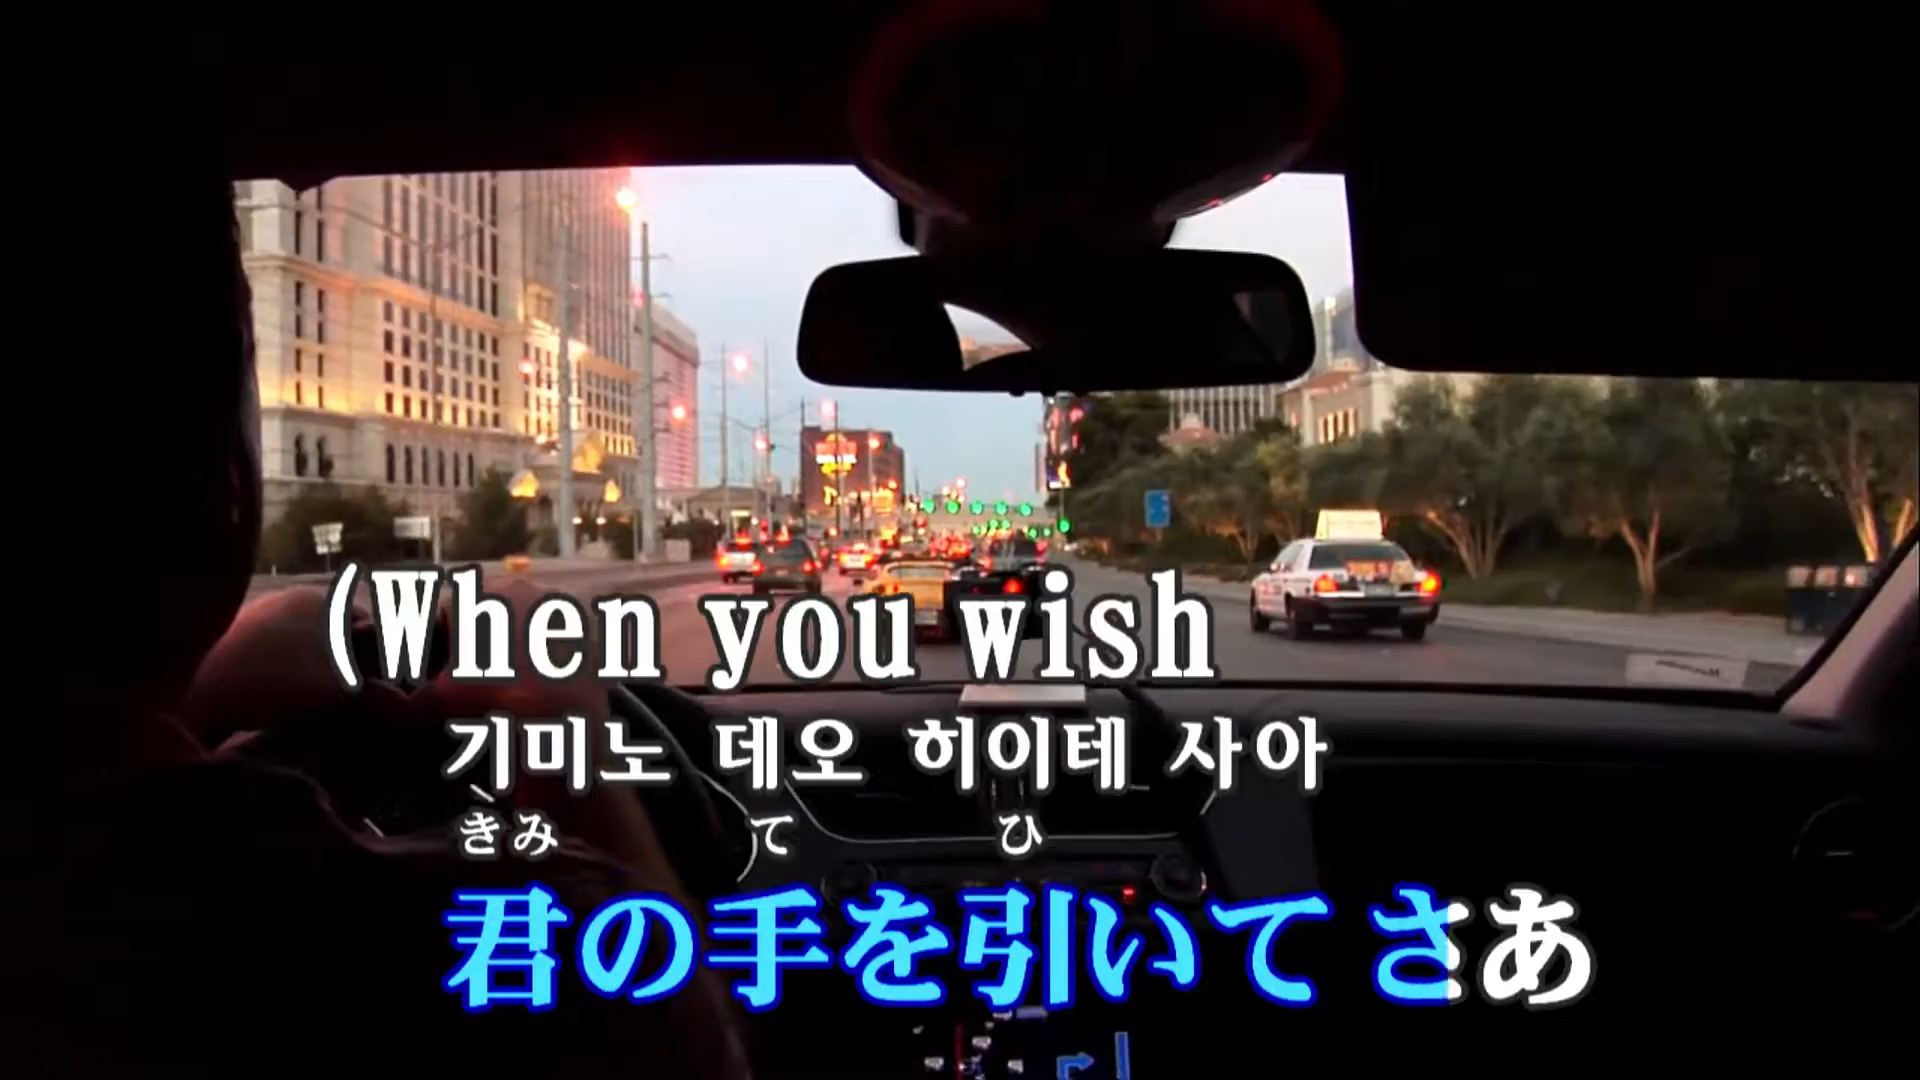 (When you wish
기미노 데오 히이테 사아
きみ て ひ
君の手を引いて さあ